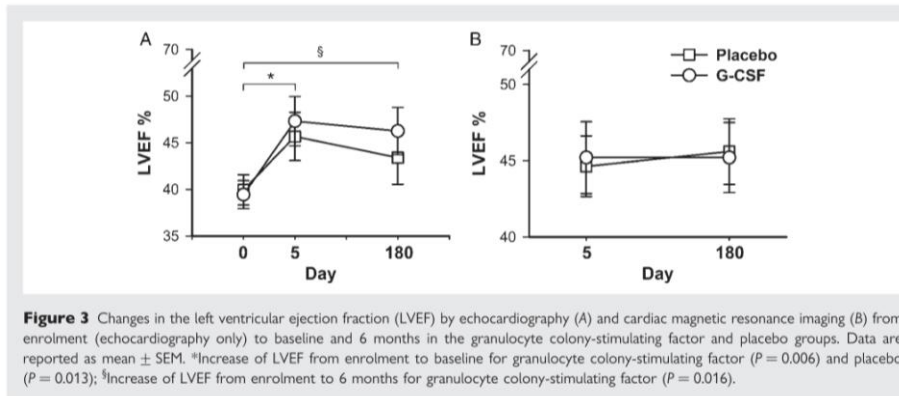 A
B
70
§
*
50
45
40
35
LVEF %
0
5
180
Day
70
50
45
40
LVEF %
5
180
Day
Placebo
G-CSF
Figure 3 Changes in the left ventricular ejection fraction (LVEF) by echocardiography (A) and cardiac magnetic resonance imaging (B) from
enrolment (echocardiography only) to baseline and 6 months in the granulocyte colony-stimulating factor and placebo groups. Data are
reported as mean ± SEM. *Increase of LVEF from enrolment to baseline for granulocyte colony-stimulating factor (P = 0.006) and placebo
(P = 0.013); §Increase of LVEF from enrolment to 6 months for granulocyte colony-stimulating factor (P = 0.016).